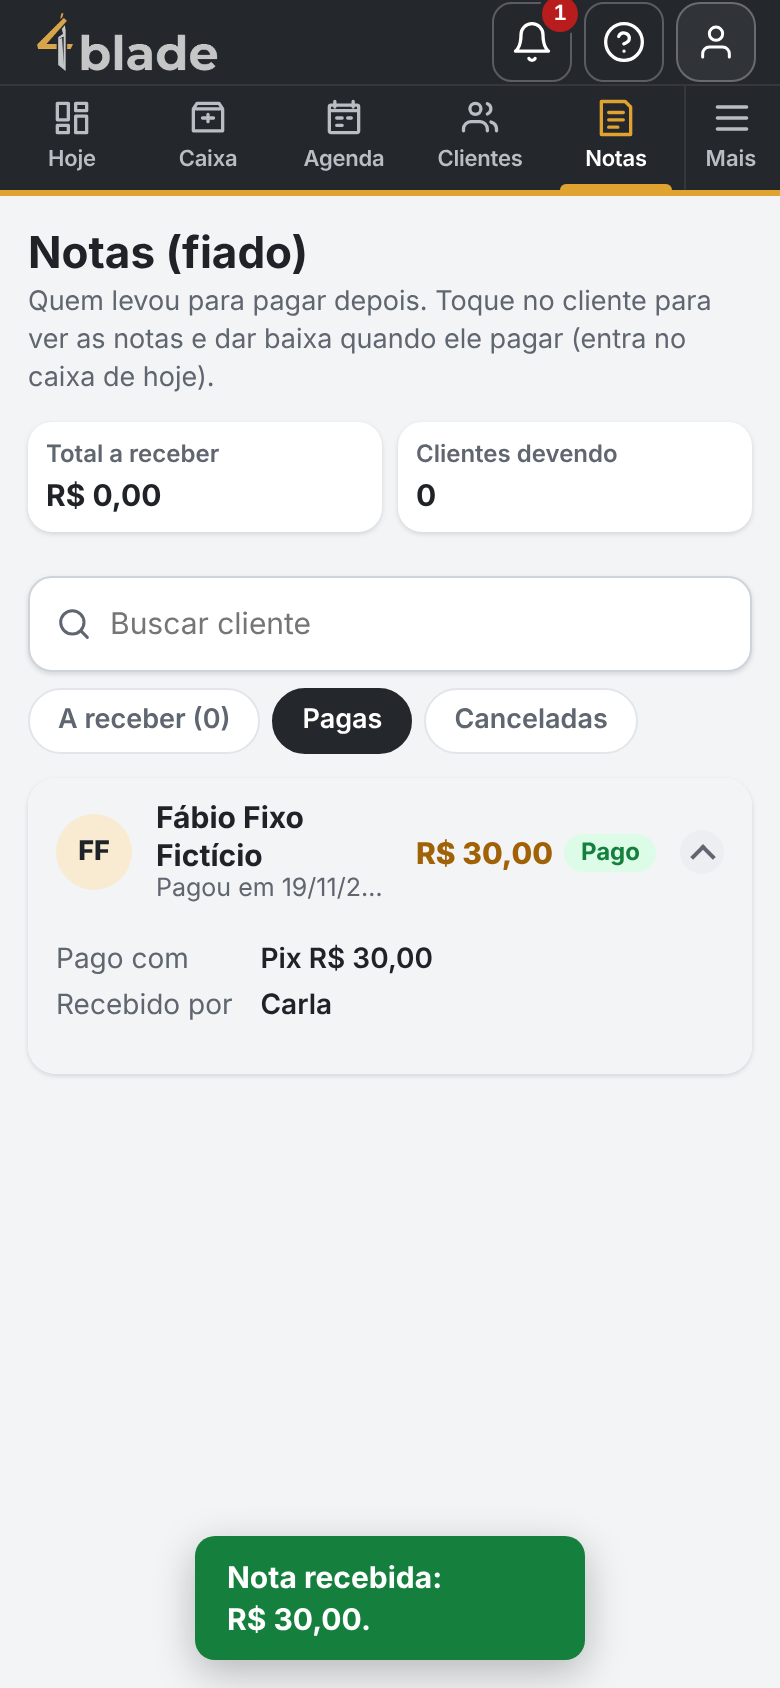 4blade
1
Hoje
Caixa
Agenda
Clientes
Notas
Mais
Notas (fiado)
Quem levou para pagar depois. Toque no cliente para
ver as notas e dar baixa quando ele pagar (entra no
caixa de hoje).
Total a receber
R$ 0,00
Clientes devendo
0
Buscar cliente
A receber (0)
Pagas
Canceladas
FF
Fábio Fixo
Fictício
Pagou em 19/11/2...
R$ 30,00
Pago
Pago com
Pix R$ 30,00
Recebido por
Carla
Nota recebida:
R$ 30,00.